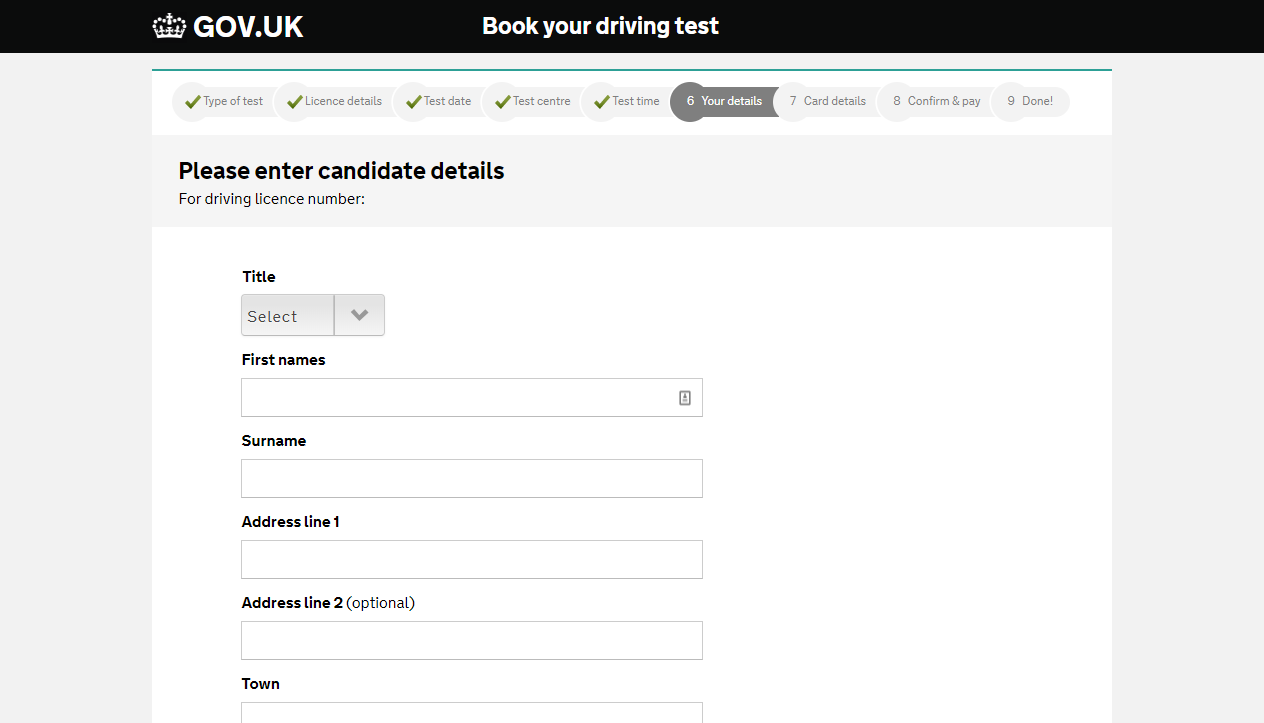 GOV.UK Book your driving test
Type of test Licence details Test date Test centre Test time 6 Your details 7 Card details 8 Confirm & pay 9 Done!
Please enter candidate details
For driving licence number:
Title
Select
First names
Surname
Address line 1
Address line 2 (optional)
Town